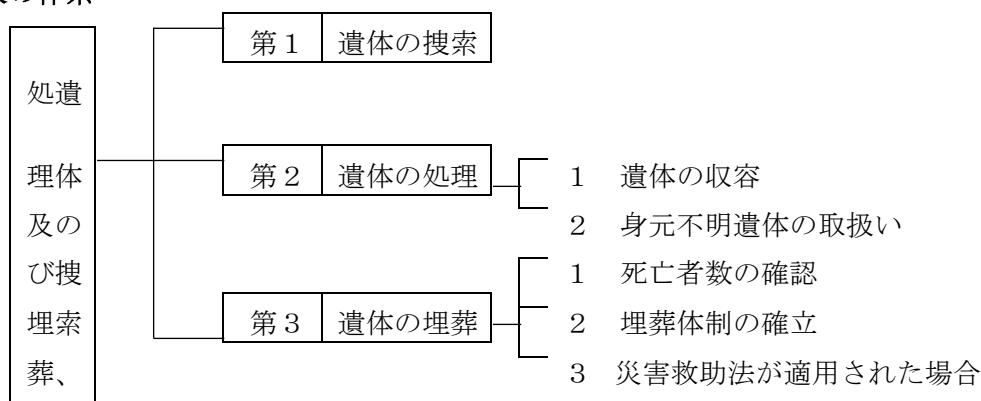 遺体の捜索、
処理及び埋葬
第１ 遺体の捜索
第２ 遺体の処理
１ 遺体の収容
２ 身元不明遺体の取扱い
第３ 遺体の埋葬
１ 死亡者数の確認
２ 埋葬体制の確立
３ 災害救助法が適用された場合